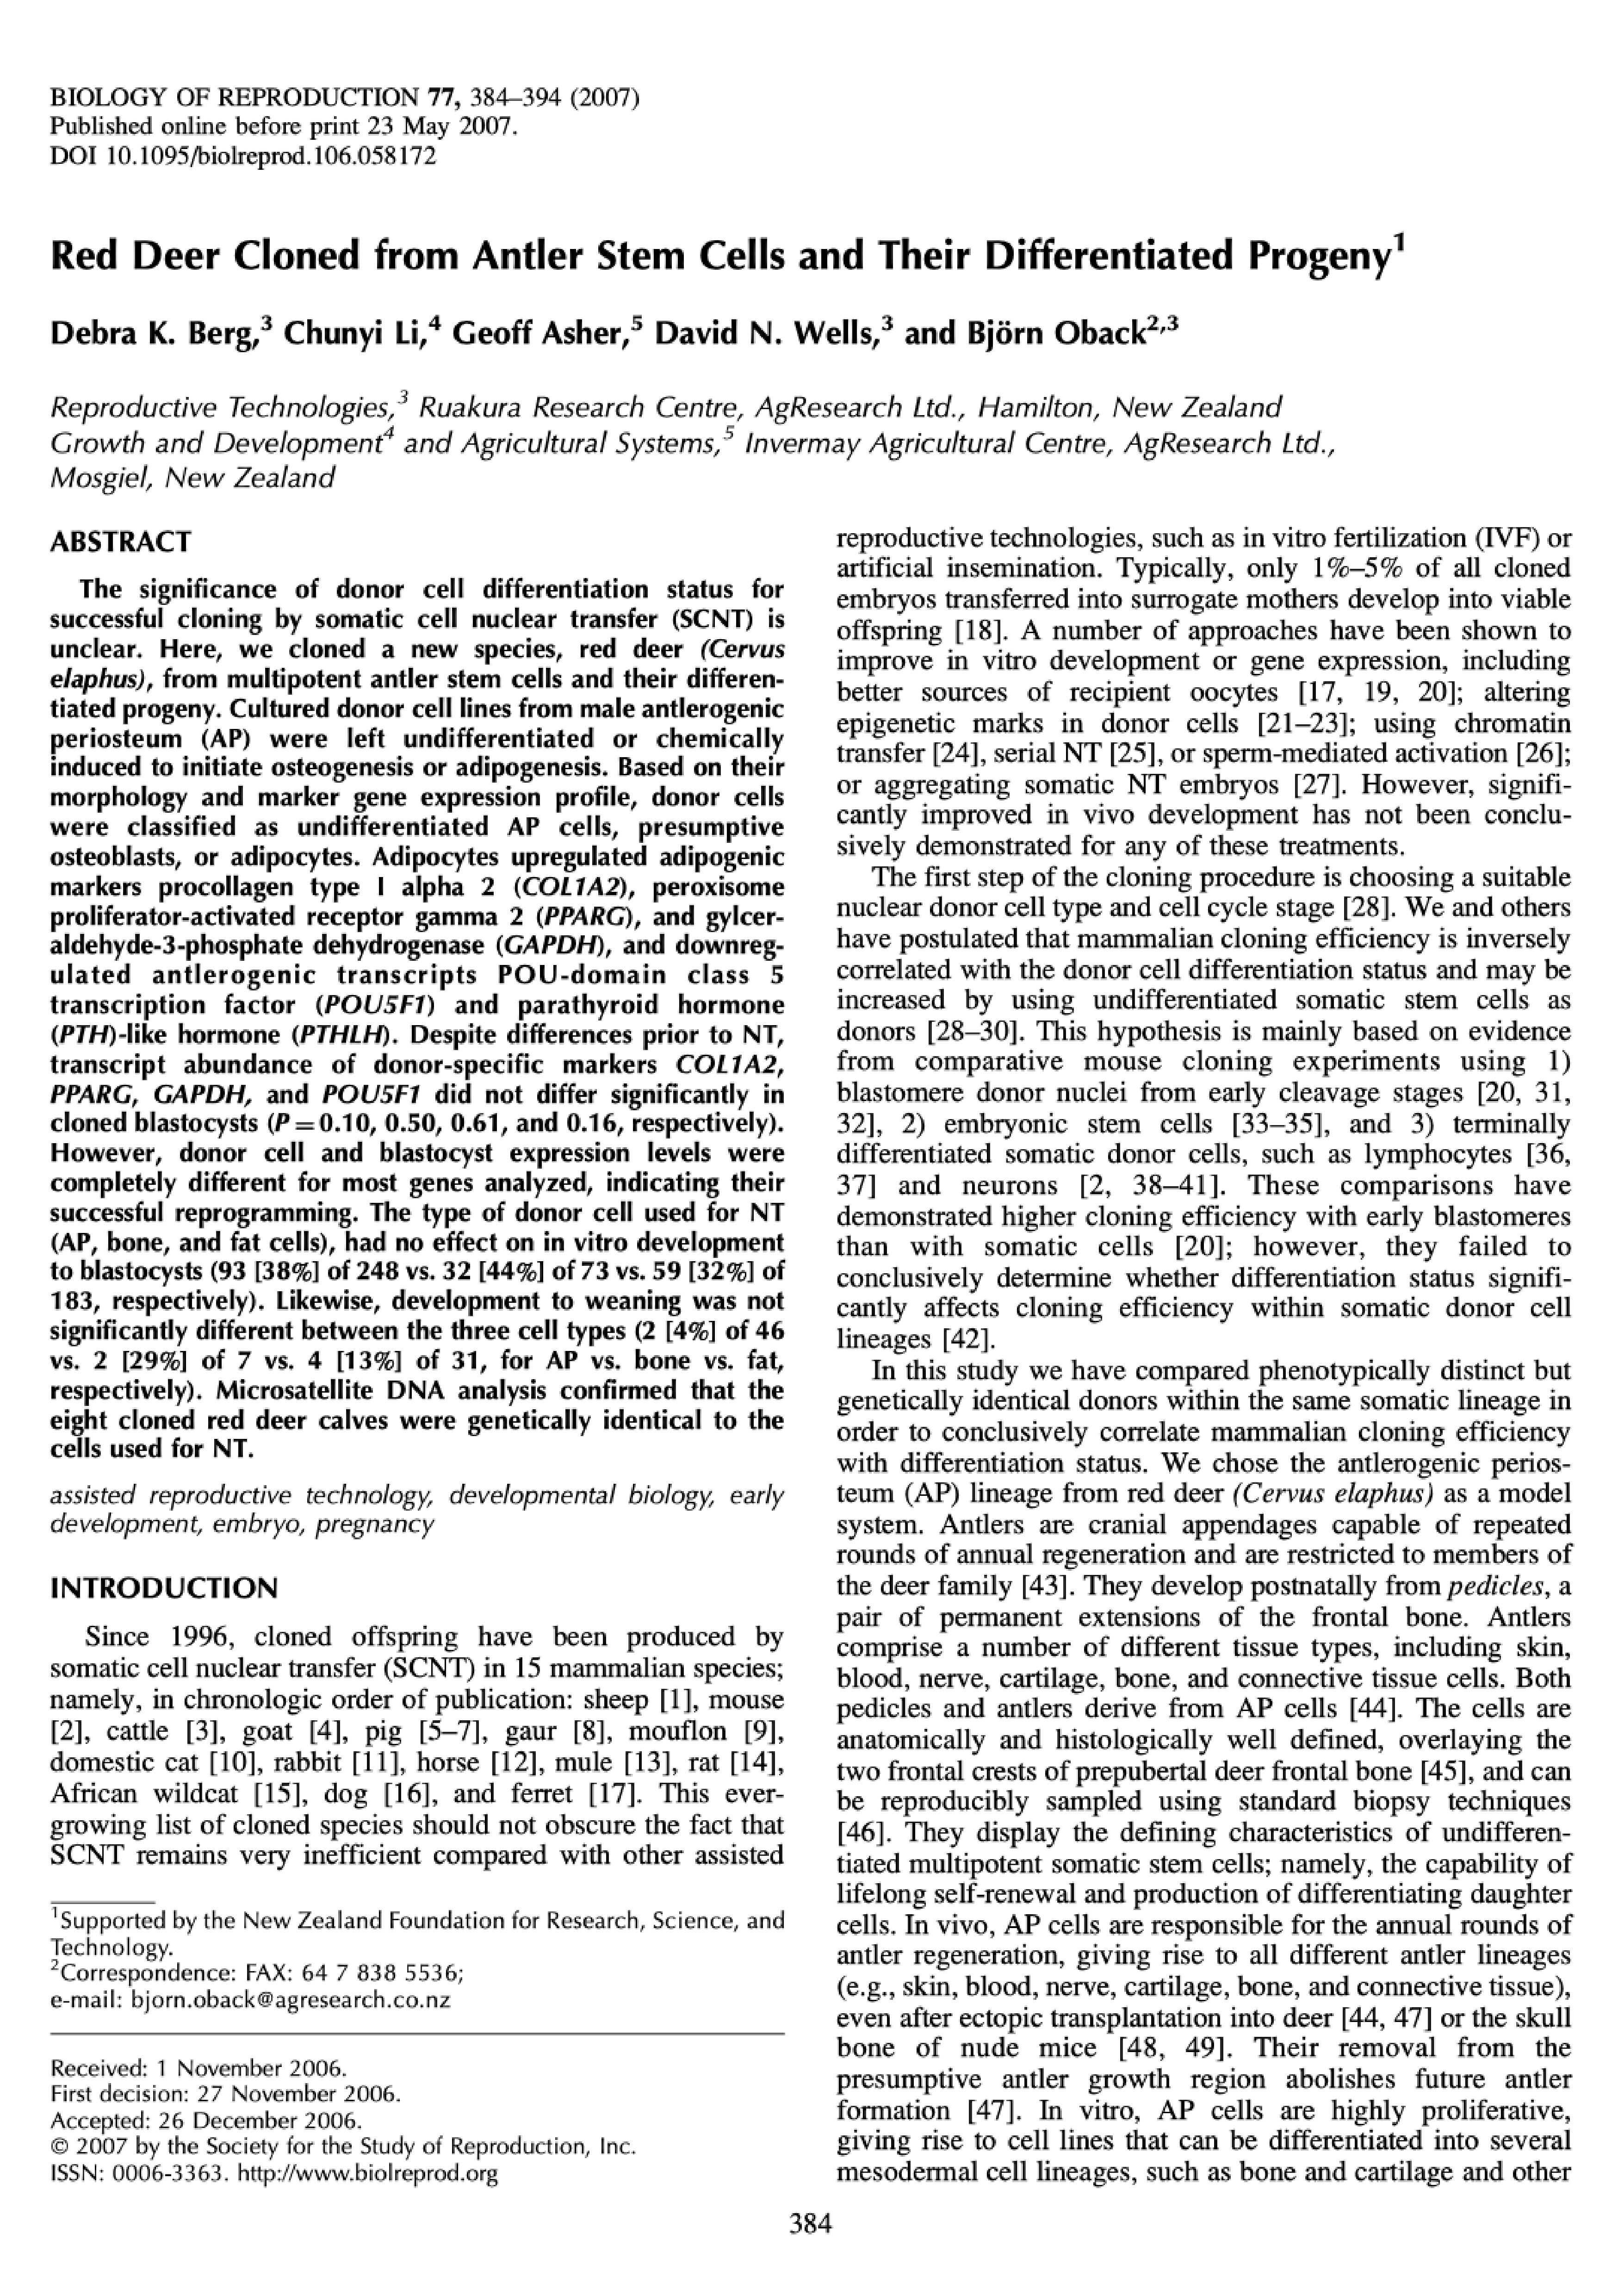 BIOLOGY OF REPRODUCTION 77, 384–394 (2007)
Published online before print 23 May 2007.
DOI 10.1095/biolreprod.106.058172
Red Deer Cloned from Antler Stem Cells and Their Differentiated Progeny1
Debra K. Berg,3 Chunyi Li,4 Geoff Asher,5 David N. Wells,3 and Björn Oback2,3
Reproductive Technologies,3 Ruakura Research Centre, AgResearch Ltd., Hamilton, New Zealand
Growth and Development4 and Agricultural Systems,5 Invermay Agricultural Centre, AgResearch Ltd.,
Mosgiel, New Zealand
ABSTRACT
The significance of donor cell differentiation status for
successful cloning by somatic cell nuclear transfer (SCNT) is
unclear. Here, we cloned a new species, red deer (Cervus
elaphus), from multipotent antler stem cells and their differen-
tiated progeny. Cultured donor cell lines from male antlerogenic
periosteum (AP) were left undifferentiated or chemically
induced to initiate osteogenesis or adipogenesis. Based on their
morphology and marker gene expression profile, donor cells
were classified as undifferentiated AP cells, presumptive
osteoblasts, or adipocytes. Adipocytes upregulated adipogenic
markers procollagen type I alpha 2 (COL1A2), peroxisome
proliferator-activated receptor gamma 2 (PPARG), and gylcer-
aldehyde-3-phosphate dehydrogenase (GAPDH), and downreg-
ulated antlerogenic transcripts POU-domain class 5
transcription factor (POU5F1) and parathyroid hormone
(PTH)-like hormone (PTHLH). Despite differences prior to NT,
transcript abundance of donor-specific markers COL1A2,
PPARG, GAPDH, and POU5F1 did not differ significantly in
cloned blastocysts (P = 0.10, 0.50, 0.61, and 0.16, respectively).
However, donor cell and blastocyst expression levels were
completely different for most genes analyzed, indicating their
successful reprogramming. The type of donor cell used for NT
(AP, bone, and fat cells), had no effect on in vitro development
to blastocysts (93 [38%] of 248 vs. 32 [44%] of 73 vs. 59 [32%] of
183, respectively). Likewise, development to weaning was not
significantly different between the three cell types (2 [4%] of 46
vs. 2 [29%] of 7 vs. 4 [13%] of 31, for AP vs. bone vs. fat,
respectively). Microsatellite DNA analysis confirmed that the
eight cloned red deer calves were genetically identical to the
cells used for NT.
assisted reproductive technology, developmental biology, early
development, embryo, pregnancy
INTRODUCTION
Since 1996, cloned offspring have been produced by
somatic cell nuclear transfer (SCNT) in 15 mammalian species;
namely, in chronologic order of publication: sheep [1], mouse
[2], cattle [3], goat [4], pig [5–7], gaur [8], mouflon [9],
domestic cat [10], rabbit [11], horse [12], mule [13], rat [14],
African wildcat [15], dog [16], and ferret [17]. This ever-
growing list of cloned species should not obscure the fact that
SCNT remains very inefficient compared with other assisted
1Supported by the New Zealand Foundation for Research, Science, and
Technology.
2Correspondence: FAX: 64 7 838 5536;
e-mail: bjorn.oback@agresearch.co.nz
Received: 1 November 2006.
First decision: 27 November 2006.
Accepted: 26 December 2006.
© 2007 by the Society for the Study of Reproduction, Inc.
ISSN: 0006-3363. http://www.biolreprod.org
reproductive technologies, such as in vitro fertilization (IVF) or
artificial insemination. Typically, only 1%–5% of all cloned
embryos transferred into surrogate mothers develop into viable
offspring [18]. A number of approaches have been shown to
improve in vitro development or gene expression, including
better sources of recipient oocytes [17, 19, 20]; altering
epigenetic marks in donor cells [21–23]; using chromatin
transfer [24], serial NT [25], or sperm-mediated activation [26];
or aggregating somatic NT embryos [27]. However, signifi-
cantly improved in vivo development has not been conclu-
sively demonstrated for any of these treatments.
The first step of the cloning procedure is choosing a suitable
nuclear donor cell type and cell cycle stage [28]. We and others
have postulated that mammalian cloning efficiency is inversely
correlated with the donor cell differentiation status and may be
increased by using undifferentiated somatic stem cells as
donors [28–30]. This hypothesis is mainly based on evidence
from comparative mouse cloning experiments using 1)
blastomere donor nuclei from early cleavage stages [20, 31,
32], 2) embryonic stem cells [33–35], and 3) terminally
differentiated somatic donor cells, such as lymphocytes [36,
37] and neurons [2, 38–41]. These comparisons have
demonstrated higher cloning efficiency with early blastomeres
than with somatic cells [20]; however, they failed to
conclusively determine whether differentiation status signifi-
cantly affects cloning efficiency within somatic donor cell
lineages [42].
In this study we have compared phenotypically distinct but
genetically identical donors within the same somatic lineage in
order to conclusively correlate mammalian cloning efficiency
with differentiation status. We chose the antlerogenic perios-
teum (AP) lineage from red deer (Cervus elaphus) as a model
system. Antlers are cranial appendages capable of repeated
rounds of annual regeneration and are restricted to members of
the deer family [43]. They develop postnatally from pedicles, a
pair of permanent extensions of the frontal bone. Antlers
comprise a number of different tissue types, including skin,
blood, nerve, cartilage, bone, and connective tissue cells. Both
pedicles and antlers derive from AP cells [44]. The cells are
anatomically and histologically well defined, overlaying the
two frontal crests of prepubertal deer frontal bone [45], and can
be reproducibly sampled using standard biopsy techniques
[46]. They display the defining characteristics of undifferen-
tiated multipotent somatic stem cells; namely, the capability of
lifelong self-renewal and production of differentiating daughter
cells. In vivo, AP cells are responsible for the annual rounds of
antler regeneration, giving rise to all different antler lineages
(e.g., skin, blood, nerve, cartilage, bone, and connective tissue),
even after ectopic transplantation into deer [44, 47] or the skull
bone of nude mice [48, 49]. Their removal from the
presumptive antler growth region abolishes future antler
formation [47]. In vitro, AP cells are highly proliferative,
giving rise to cell lines that can be differentiated into several
mesodermal cell lineages, such as bone and cartilage and other
384